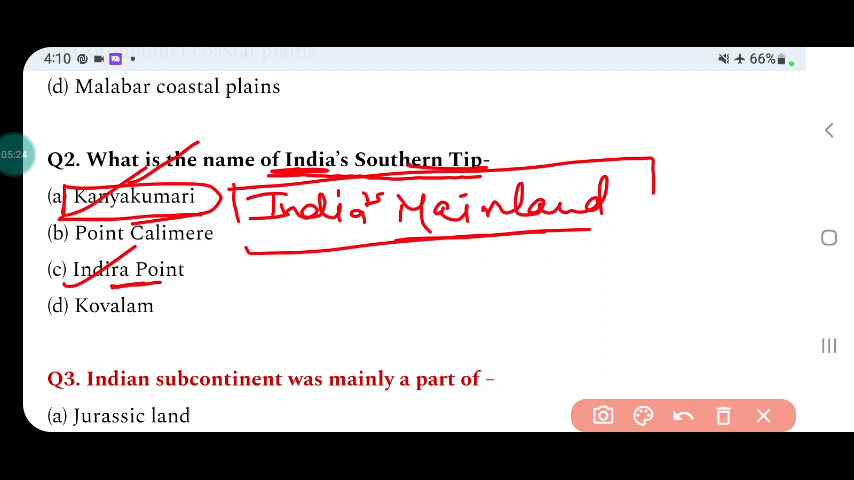 4:10
66%
(d) Malabar coastal plains
05:24
Q2. What is the name of India's Southern Tip-
(a) Kanyakumari
India's Mainland
(b) Point Calimere
(c) Indira Point
(d) Kovalam
Q3. Indian subcontinent was mainly a part of –
(a) Jurassic land